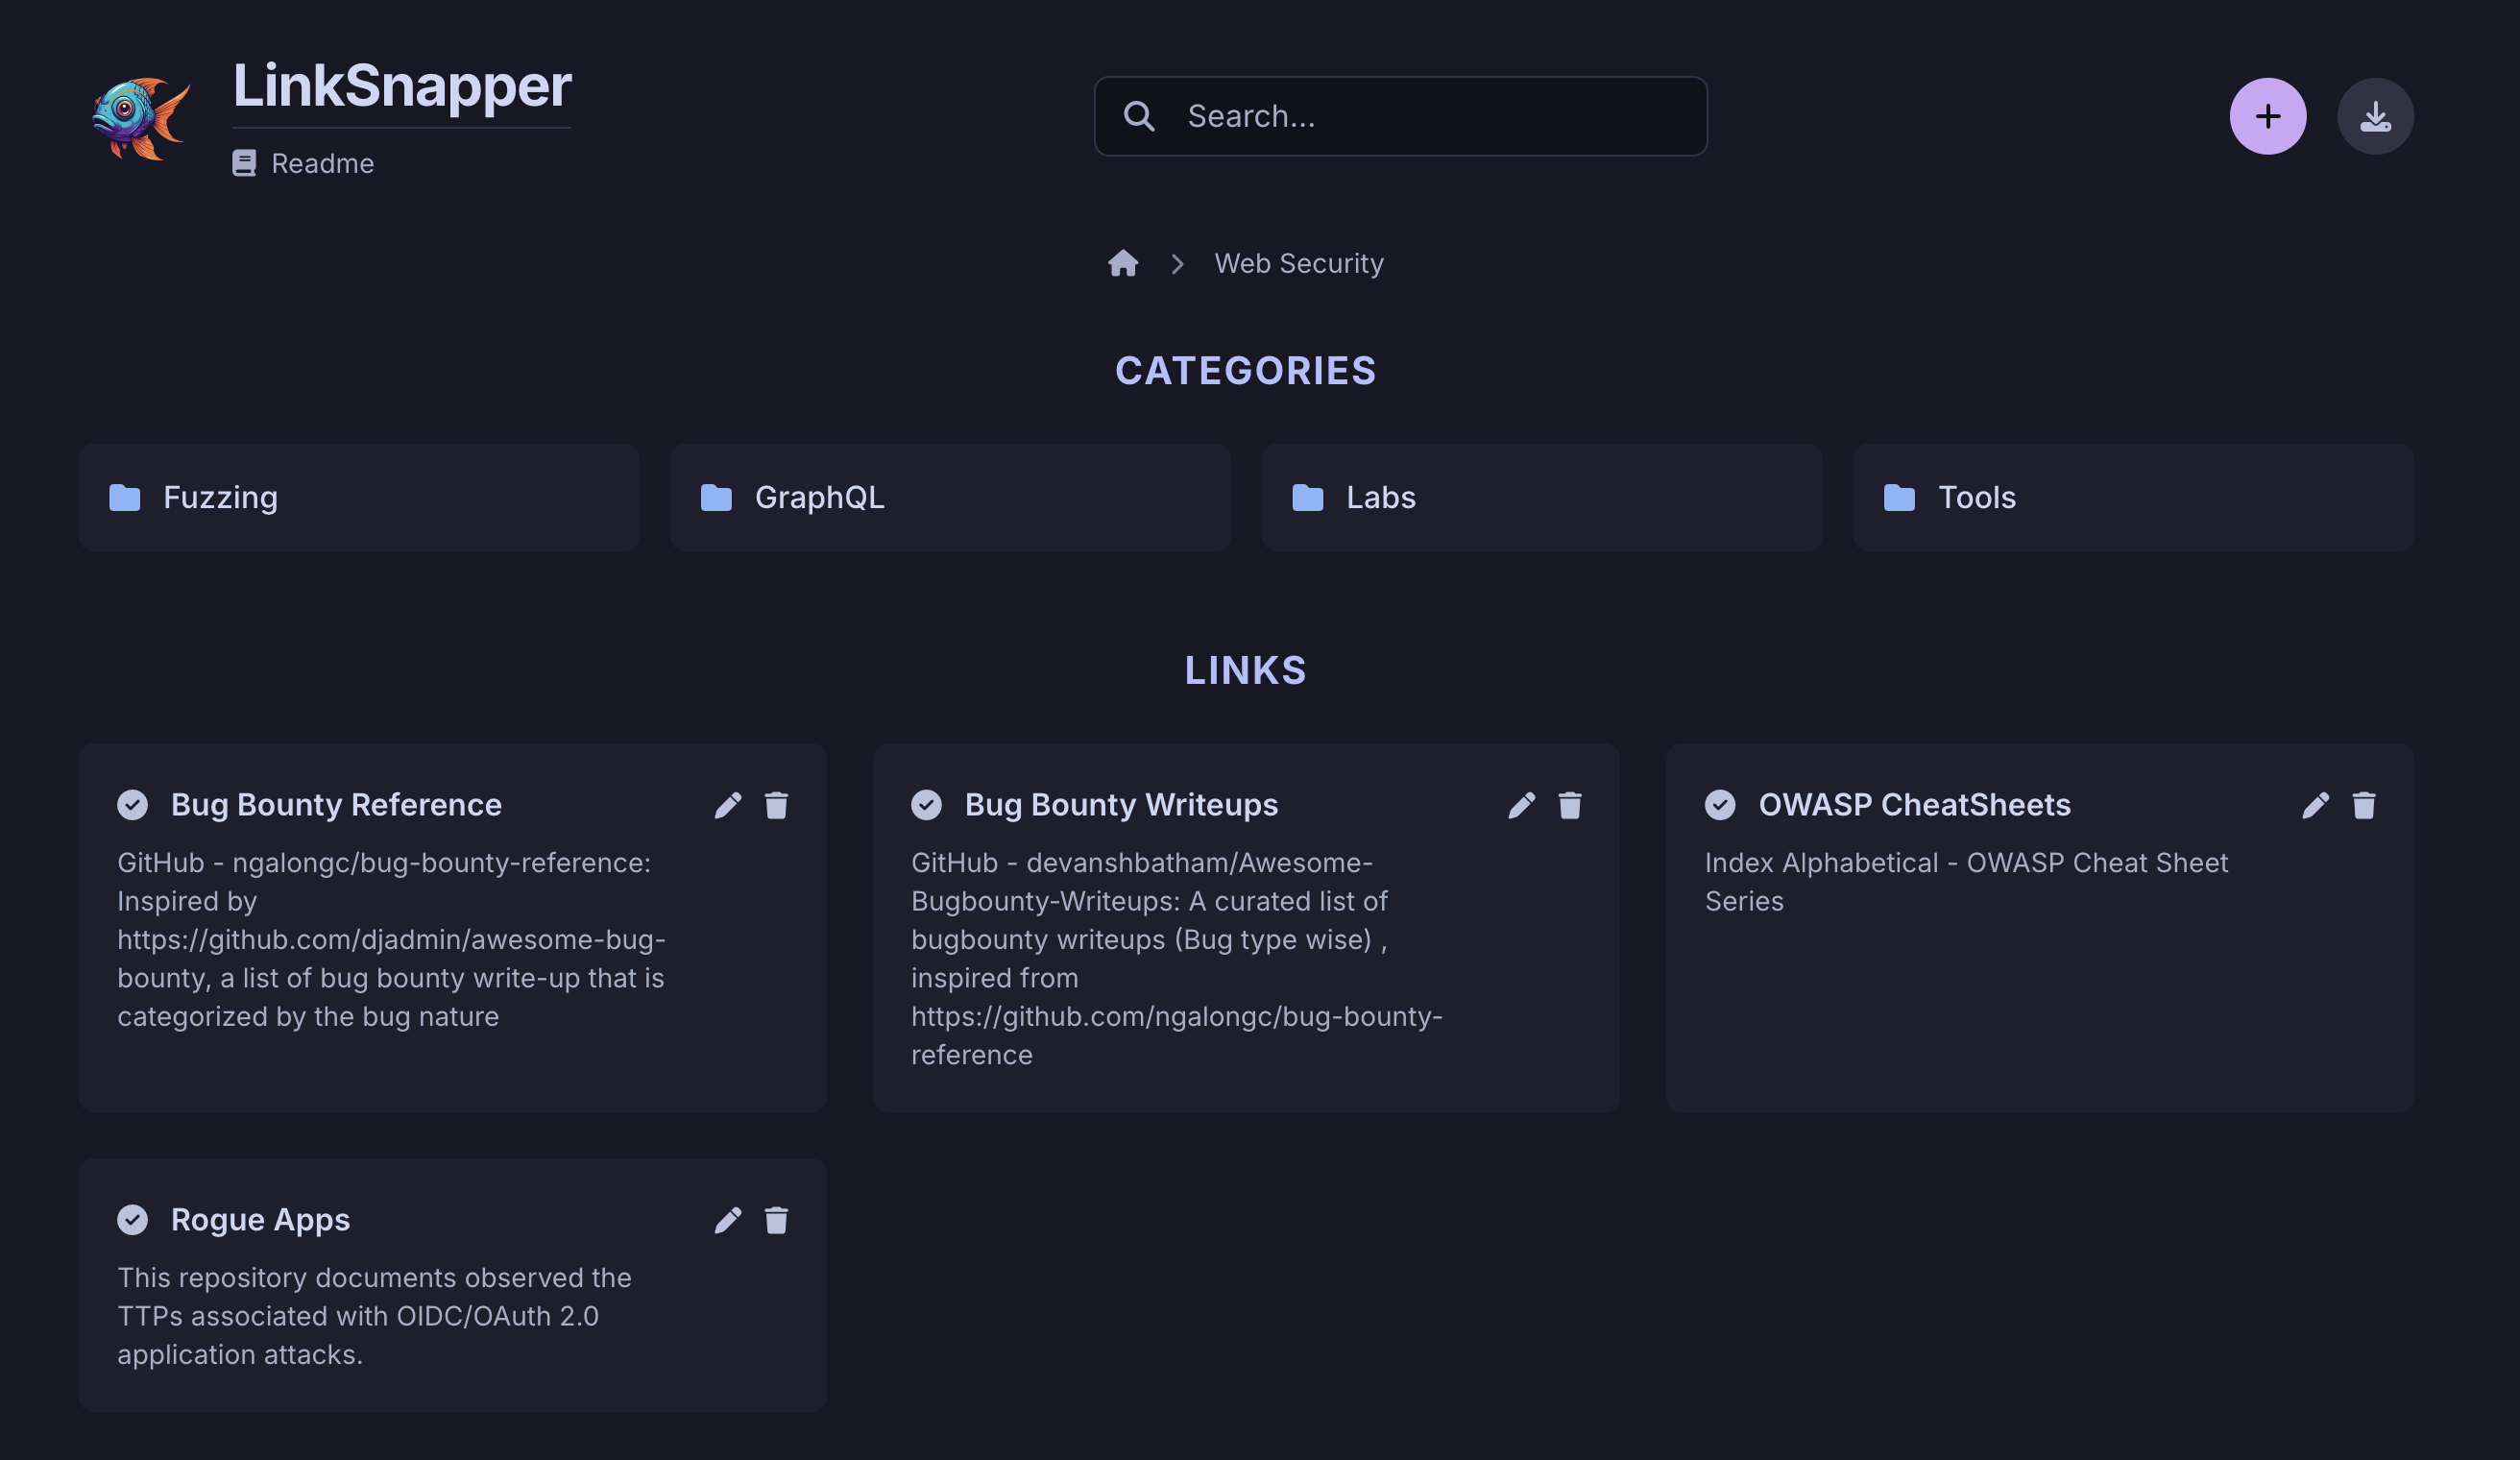 LinkSnapper
Readme
Search...
Web Security
CATEGORIES
Fuzzing
GraphQL
Labs
Tools
LINKS
Bug Bounty Reference
GitHub - ngalongc/bug-bounty-reference:
Inspired by
https://github.com/djadmin/awesome-bug-
bounty, a list of bug bounty write-up that is
categorized by the bug nature
Bug Bounty Writeups
GitHub - devanshbatham/Awesome-
Bugbounty-Writeups: A curated list of
bugbounty writeups (Bug type wise) ,
inspired from
https://github.com/ngalongc/bug-bounty-
reference
OWASP CheatSheets
Index Alphabetical - OWASP Cheat Sheet
Series
Rogue Apps
This repository documents observed the
TTPs associated with OIDC/OAuth 2.0
application attacks.